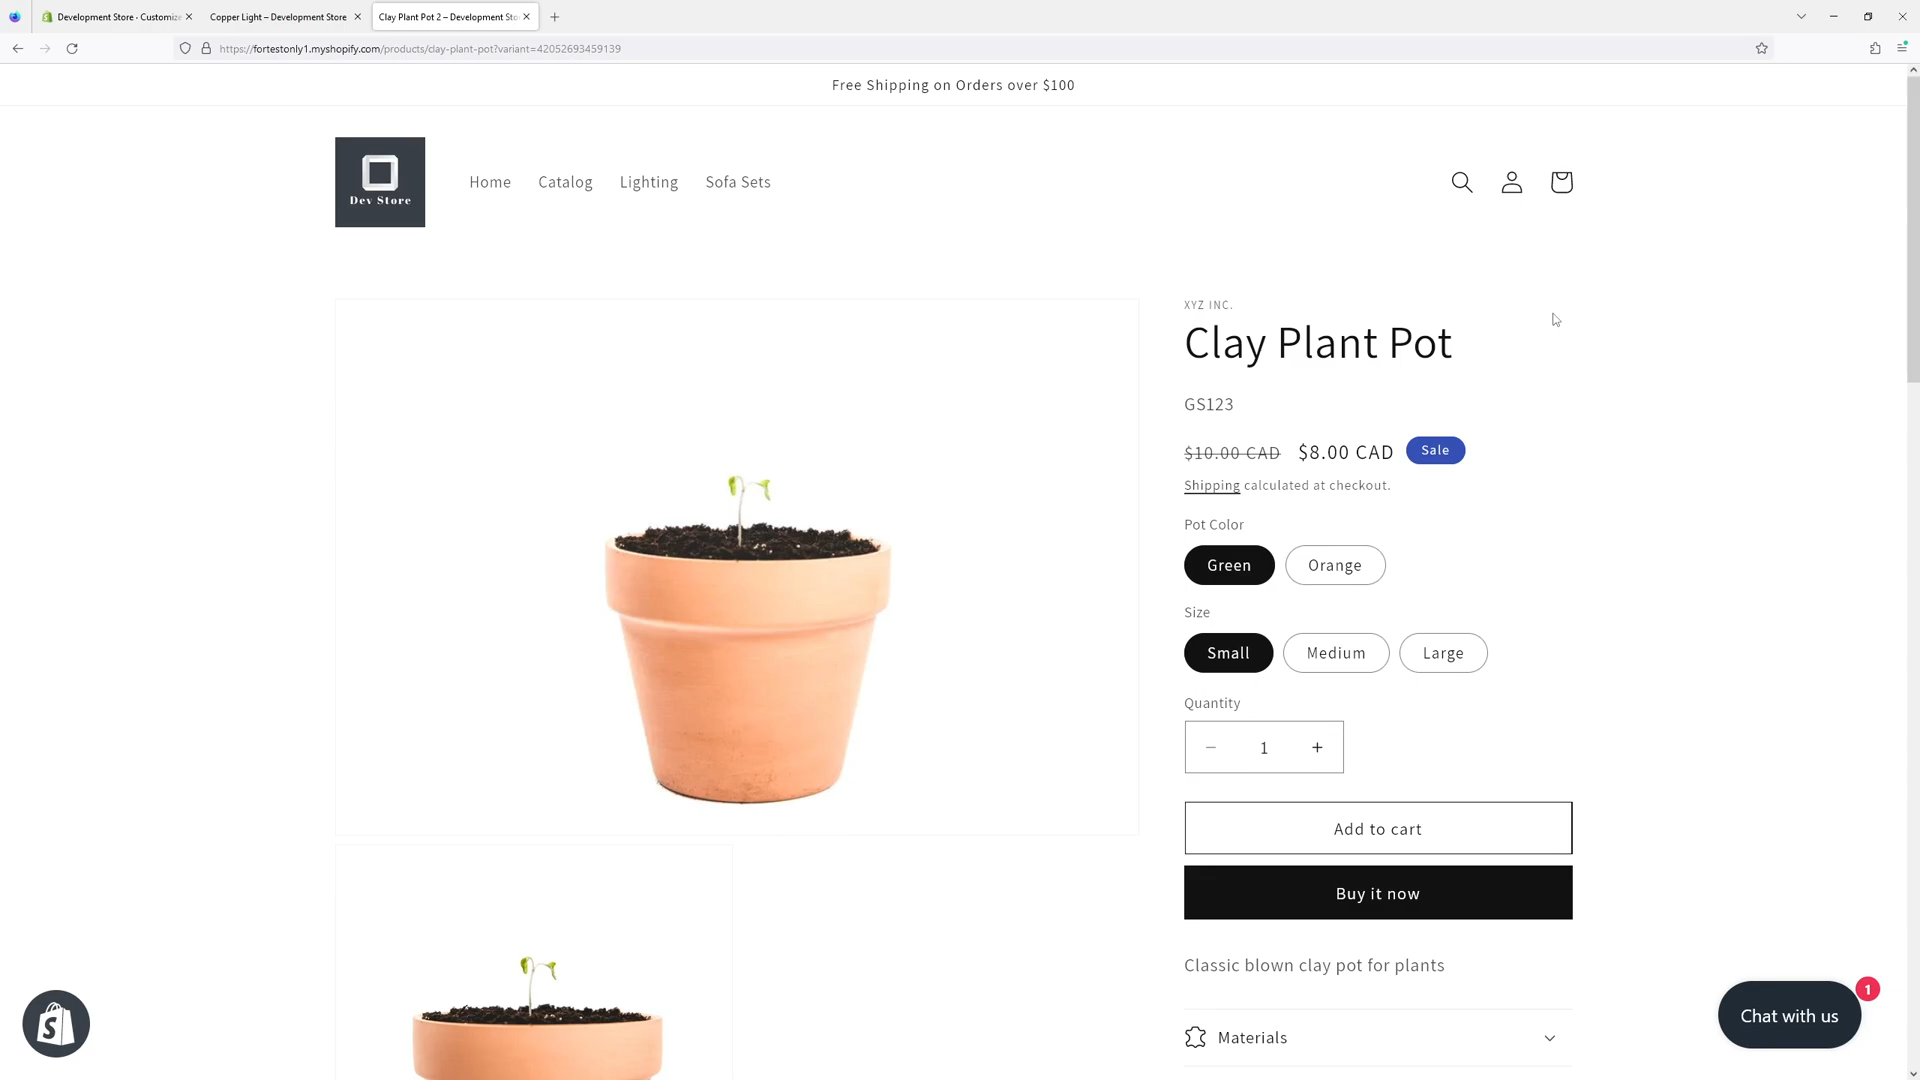 Development Store · Customize
Copper Light – Development Store
Clay Plant Pot 2 – Development Sto
https://fortestonly1.myshopify.com/products/clay-plant-pot?variant=42052693459139
Free Shipping on Orders over $100
Dev Store
Home
Catalog
Lighting
Sofa Sets
XYZ INC.
Clay Plant Pot
GS123
$10.00 CAD $8.00 CAD Sale
Shipping calculated at checkout.
Pot Color
Green
Orange
Size
Small
Medium
Large
Quantity
− 1 +
Add to cart
Buy it now
Classic blown clay pot for plants
Materials
1
Chat with us